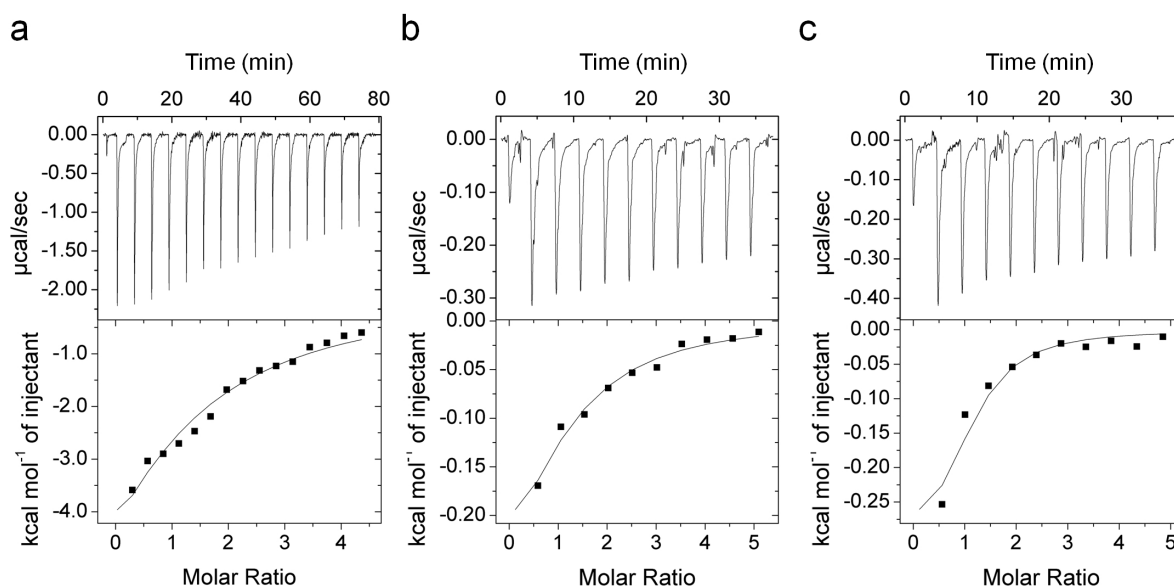 a
b
c
Time (min)
Time (min)
Time (min)
0 20 40 60 80
0 10 20 30
0 10 20 30
0.00
-0.50
-1.00
-1.50
-2.00
µcal/sec
0.00
-0.10
-0.20
-0.30
µcal/sec
0.00
-0.10
-0.20
-0.30
-0.40
µcal/sec
-1.0
-2.0
-3.0
-4.0
kcal mol⁻¹ of injectant
0.00
-0.05
-0.10
-0.15
-0.20
kcal mol⁻¹ of injectant
0.00
-0.05
-0.10
-0.15
-0.20
-0.25
kcal mol⁻¹ of injectant
0 1 2 3 4
0 1 2 3 4 5
0 1 2 3 4 5
Molar Ratio
Molar Ratio
Molar Ratio